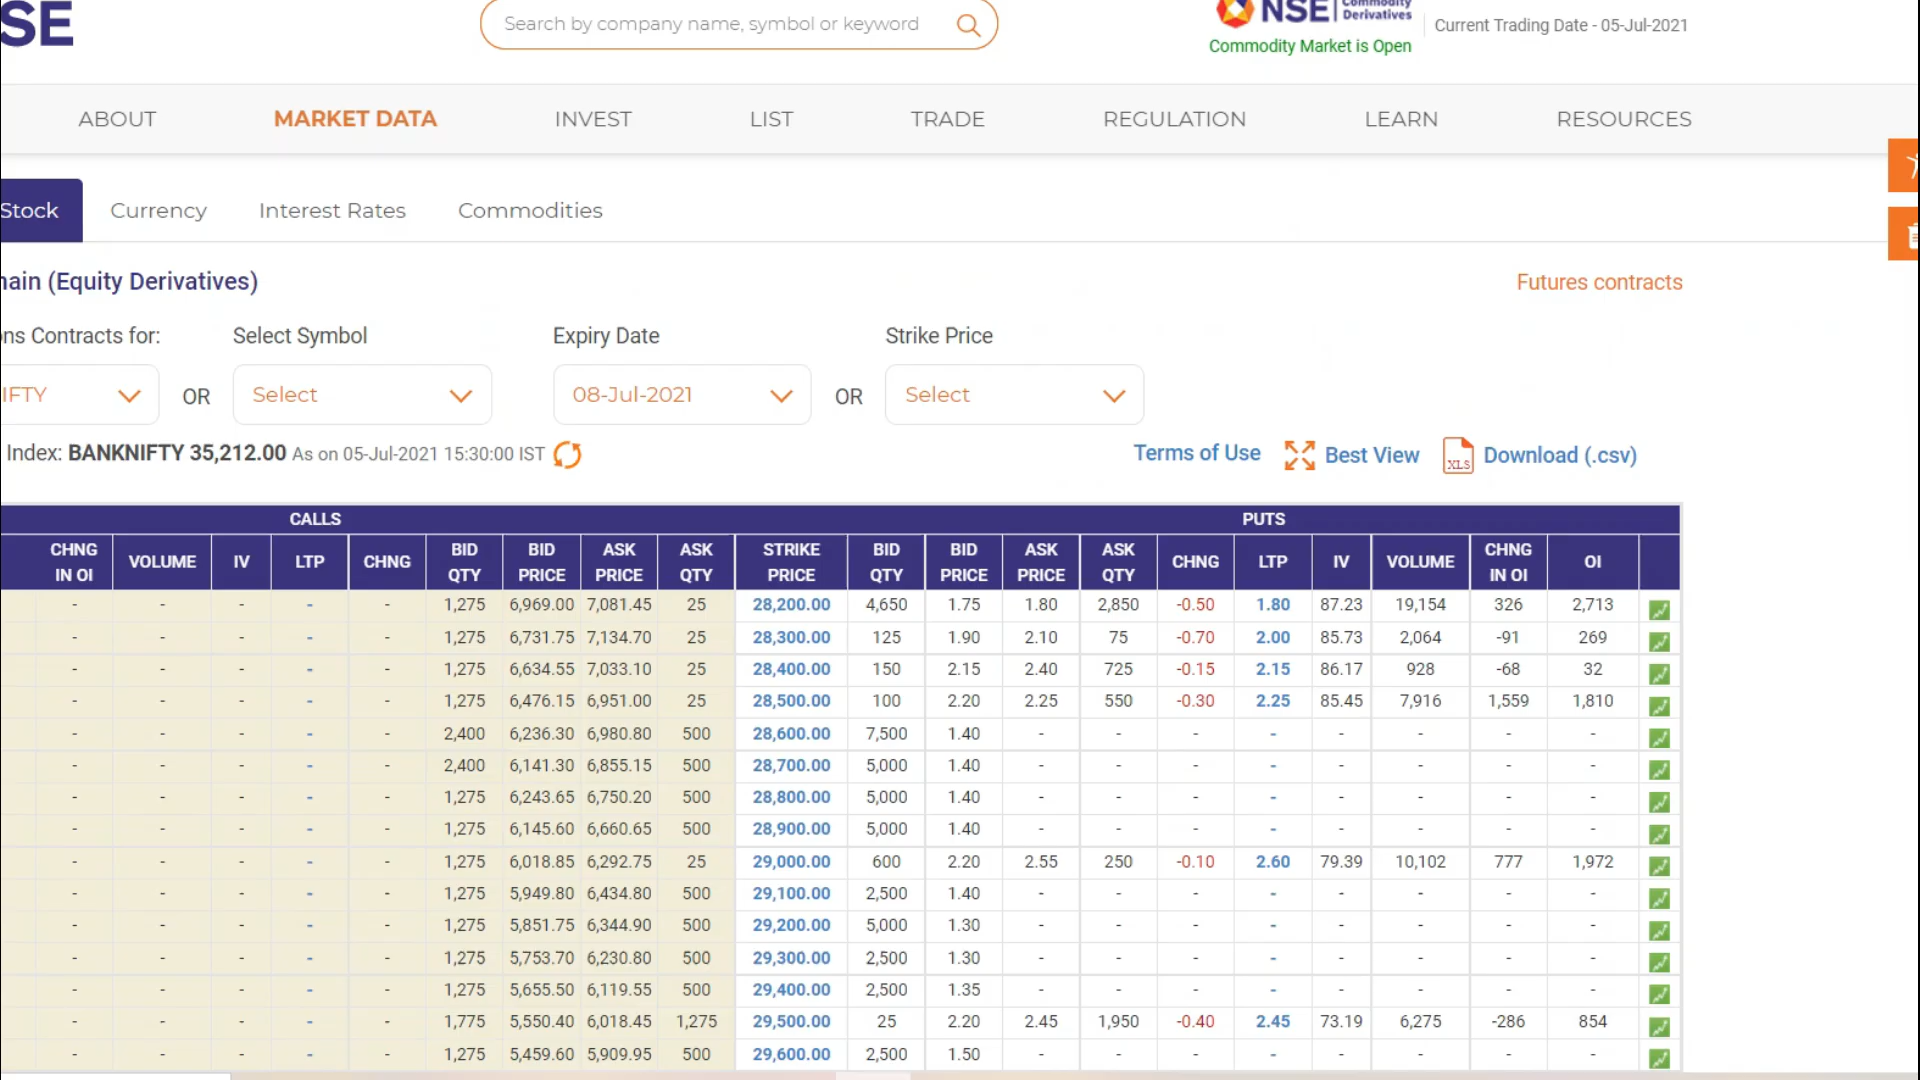 SE
Search by company name, symbol or keyword
NSE Commodity Derivatives
Commodity Market is Open
Current Trading Date - 05-Jul-2021
ABOUT MARKET DATA INVEST LIST TRADE REGULATION LEARN RESOURCES
Stock Currency Interest Rates Commodities
hain (Equity Derivatives) Futures contracts
ons Contracts for: Select Symbol Expiry Date Strike Price
IFTY OR Select 08-Jul-2021 OR Select
Index: BANKNIFTY 35,212.00 As on 05-Jul-2021 15:30:00 IST Terms of Use Best View XLS Download (.csv)
CALLS PUTS
CHNG IN OI VOLUME IV LTP CHNG BID QTY BID PRICE ASK PRICE ASK QTY STRIKE PRICE BID QTY BID PRICE ASK PRICE ASK QTY CHNG LTP IV VOLUME CHNG IN OI OI
- - - - - 1,275 6,969.00 7,081.45 25 28,200.00 4,650 1.75 1.80 2,850 -0.50 1.80 87.23 19,154 326 2,713
- - - - - 1,275 6,731.75 7,134.70 25 28,300.00 125 1.90 2.10 75 -0.70 2.00 85.73 2,064 -91 269
- - - - - 1,275 6,634.55 7,033.10 25 28,400.00 150 2.15 2.40 725 -0.15 2.15 86.17 928 -68 32
- - - - - 1,275 6,476.15 6,951.00 25 28,500.00 100 2.20 2.25 550 -0.30 2.25 85.45 7,916 1,559 1,810
- - - - - 2,400 6,236.30 6,980.80 500 28,600.00 7,500 1.40 - - - - - - - -
- - - - - 2,400 6,141.30 6,855.15 500 28,700.00 5,000 1.40 - - - - - - - -
- - - - - 1,275 6,243.65 6,750.20 500 28,800.00 5,000 1.40 - - - - - - - -
- - - - - 1,275 6,145.60 6,660.65 500 28,900.00 5,000 1.40 - - - - - - - -
- - - - - 1,275 6,018.85 6,292.75 25 29,000.00 600 2.20 2.55 250 -0.10 2.60 79.39 10,102 777 1,972
- - - - - 1,275 5,949.80 6,434.80 500 29,100.00 2,500 1.40 - - - - - - - -
- - - - - 1,275 5,851.75 6,344.90 500 29,200.00 5,000 1.30 - - - - - - - -
- - - - - 1,275 5,753.70 6,230.80 500 29,300.00 2,500 1.30 - - - - - - - -
- - - - - 1,275 5,655.50 6,119.55 500 29,400.00 2,500 1.35 - - - - - - - -
- - - - - 1,775 5,550.40 6,018.45 1,275 29,500.00 25 2.20 2.45 1,950 -0.40 2.45 73.19 6,275 -286 854
- - - - - 1,275 5,459.60 5,909.95 500 29,600.00 2,500 1.50 - - - - - - - -